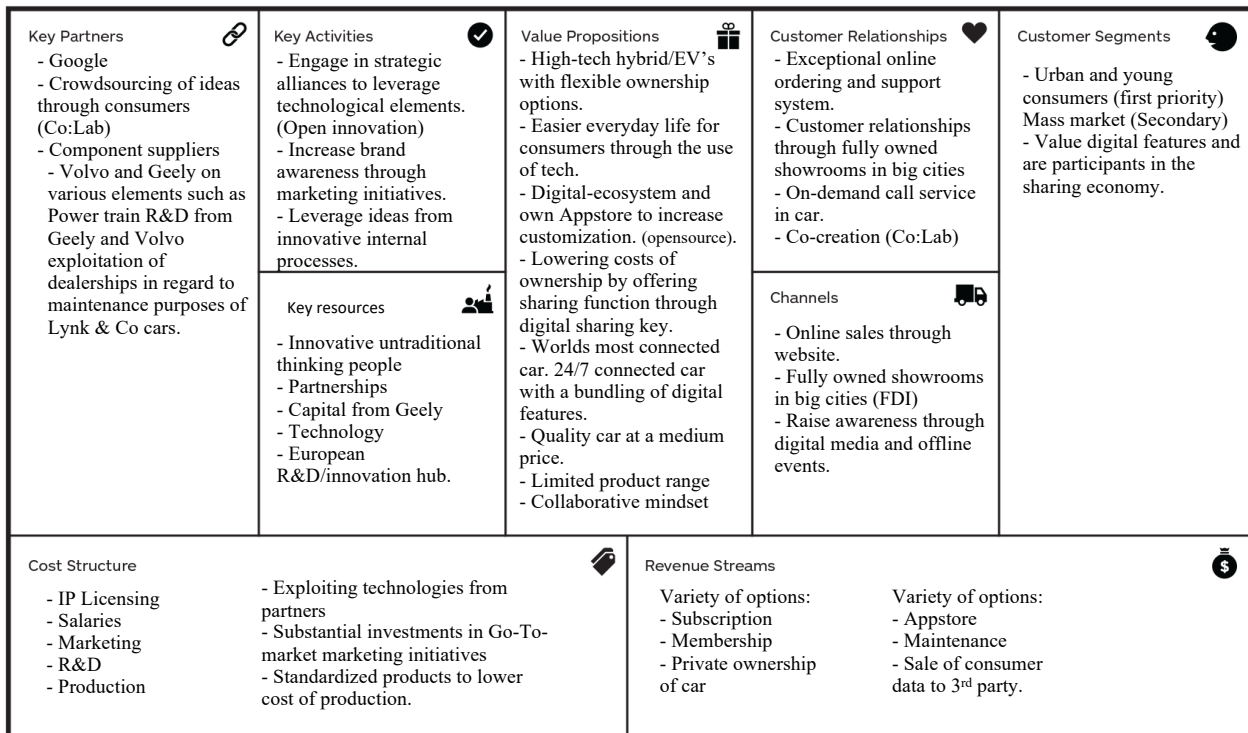 Key Partners
- Google
- Crowdsourcing of ideas
through consumers
(Co:Lab)
- Component suppliers
- Volvo and Geely on
various elements such as
Power train R&D from
Geely and Volvo
exploitation of
dealerships in regard to
maintenance purposes of
Lynk & Co cars.
Key Activities
- Engage in strategic
alliances to leverage
technological elements.
(Open innovation)
- Increase brand
awareness through
marketing initiatives.
- Leverage ideas from
innovative internal
processes.
Key resources
- Innovative untraditional
thinking people
- Partnerships
- Capital from Geely
- Technology
- European
R&D/innovation hub.
Value Propositions
- High-tech hybrid/EV's
with flexible ownership
options.
- Easier everyday life for
consumers through the use
of tech.
- Digital-ecosystem and
own Appstore to increase
customization. (opensource).
- Lowering costs of
ownership by offering
sharing function through
digital sharing key.
- Worlds most connected
car. 24/7 connected car
with a bundling of digital
features.
- Quality car at a medium
price.
- Limited product range
- Collaborative mindset
Customer Relationships
- Exceptional online
ordering and support
system.
- Customer relationships
through fully owned
showrooms in big cities
- On-demand call service
in car.
- Co-creation (Co:Lab)
Channels
- Online sales through
website.
- Fully owned showrooms
in big cities (FDI)
- Raise awareness through
digital media and offline
events.
Customer Segments
- Urban and young
consumers (first priority)
Mass market (Secondary)
- Value digital features and
are participants in the
sharing economy.
Cost Structure
- IP Licensing
- Salaries
- Marketing
- R&D
- Production
- Exploiting technologies from
partners
- Substantial investments in Go-To-
market marketing initiatives
- Standardized products to lower
cost of production.
Revenue Streams
Variety of options:
- Subscription
- Membership
- Private ownership
of car
Variety of options:
- Appstore
- Maintenance
- Sale of consumer
data to 3rd party.
$